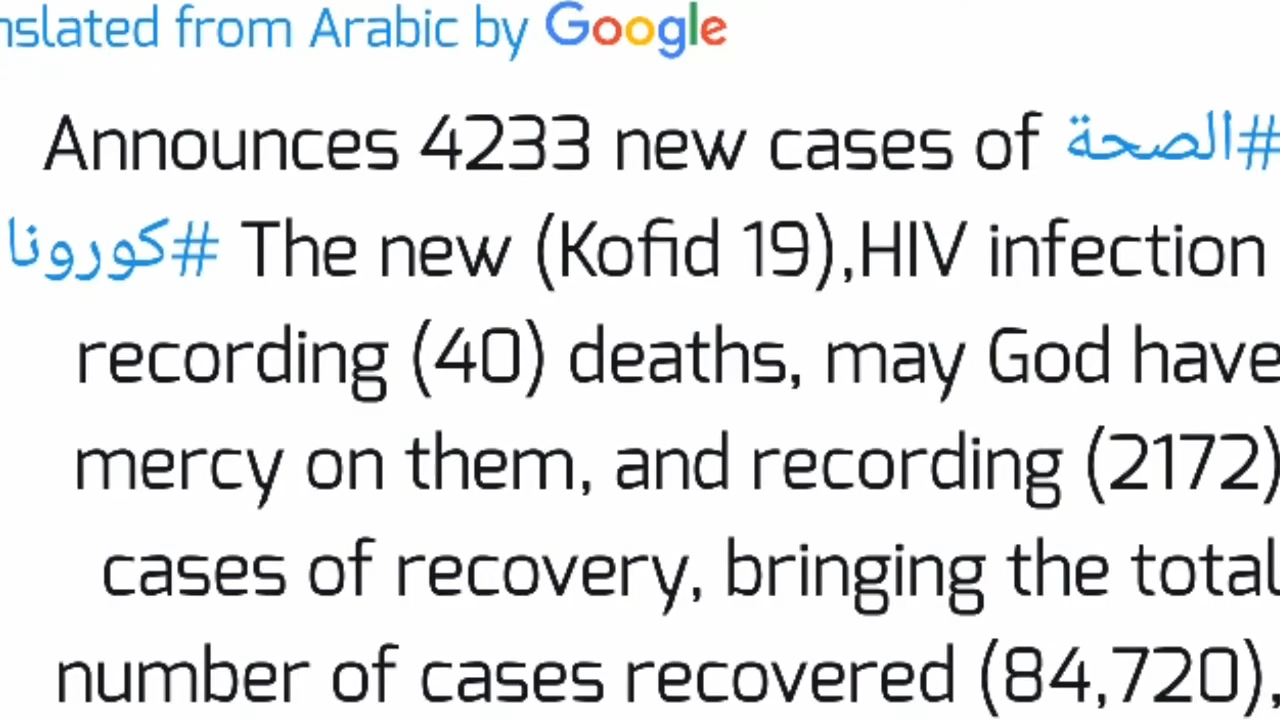 nslated from Arabic by Google
Announces 4233 new cases of #الصحة
#كورونا The new (Kofid 19),HIV infection
recording (40) deaths, may God have
mercy on them, and recording (2172)
cases of recovery, bringing the total
number of cases recovered (84,720),